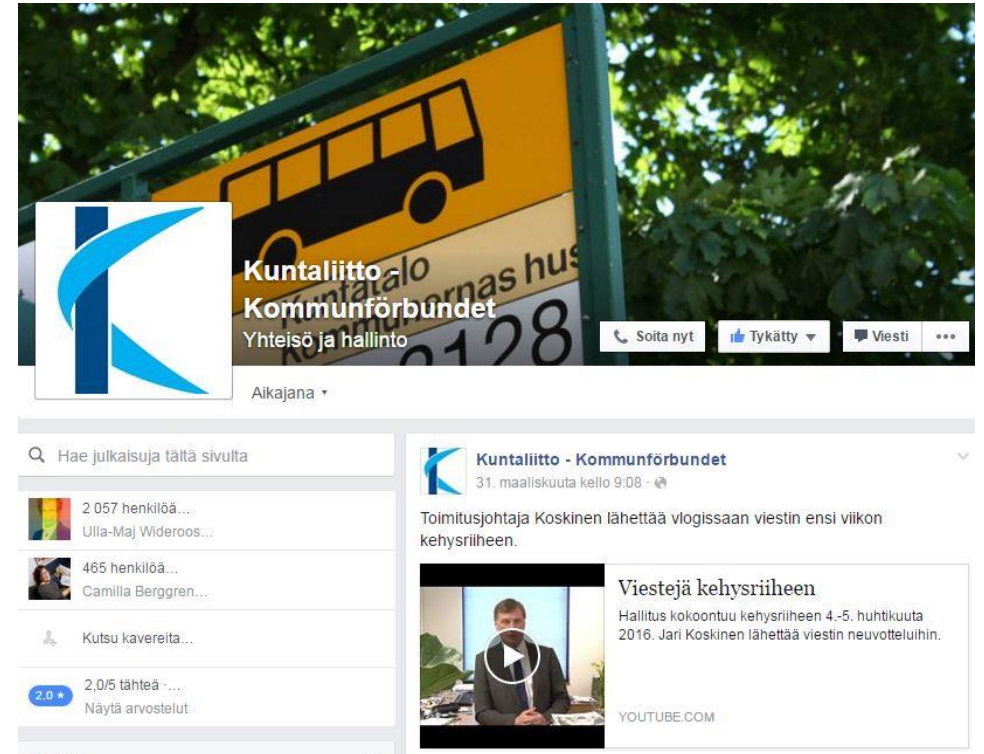 Kuntatalo
Kommunernas hus
2128
Kuntaliitto -
Kommunförbundet
Yhteisö ja hallinto
Soita nyt
Tykätty
Viesti
Aikajana
Hae julkaisuja tältä sivulta
2 057 henkilöä...
Ulla-Maj Wideroos...
465 henkilöä...
Camilla Berggren...
Kutsu kavereita...
2,0 ★
2,0/5 tähteä ·...
Näytä arvostelut
Kuntaliitto - Kommunförbundet
31. maaliskuuta kello 9:08 ·
Toimitusjohtaja Koskinen lähettää vlogissaan viestin ensi viikon
kehysriiheen.
Viestejä kehysriiheen
Hallitus kokoontuu kehysriiheen 4.-5. huhtikuuta
2016. Jari Koskinen lähettää viestin neuvotteluihin.
YOUTUBE.COM